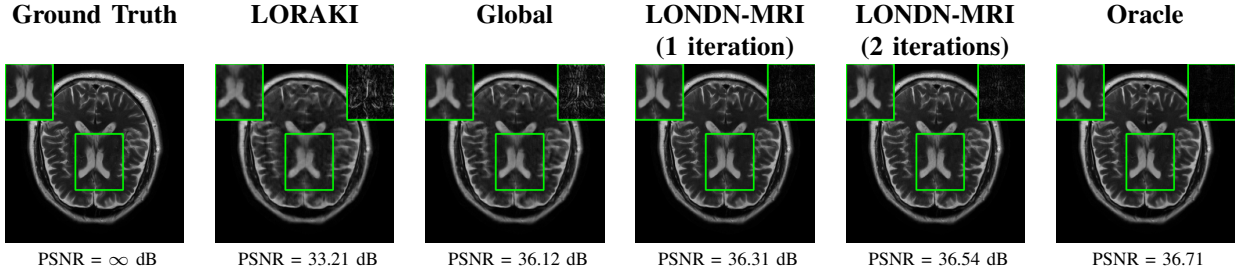 Ground Truth
LORAKI
Global
LONDN-MRI
(1 iteration)
LONDN-MRI
(2 iterations)
Oracle
PSNR = ∞ dB
PSNR = 33.21 dB
PSNR = 36.12 dB
PSNR = 36.31 dB
PSNR = 36.54 dB
PSNR = 36.71